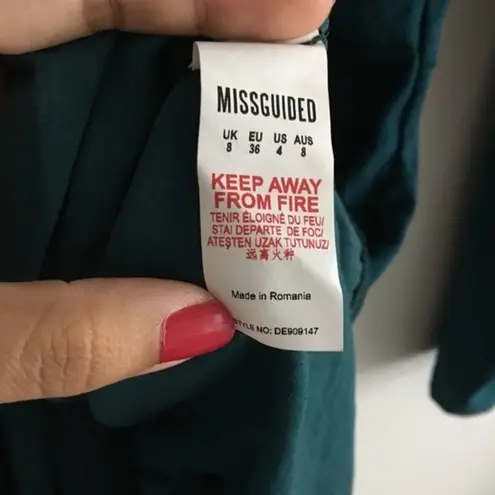 MISSGUIDED
UK EU US AUS
8 36 4 8
KEEP AWAY
FROM FIRE
TENIR ÉLOIGNÉ DU FEU/
STAI DEPARTE DE FOC/
ATEŞTEN UZAK TUTUNUZ/
远离火种
Made in Romania
STYLE NO: DE909147